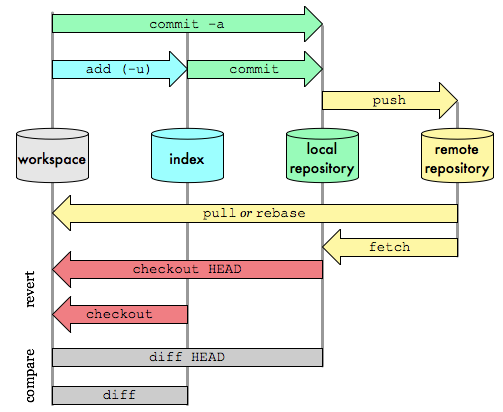 commit -a
add (-u)
commit
push
workspace
index
local
repository
remote
repository
pull or rebase
fetch
revert
checkout HEAD
checkout
compare
diff HEAD
diff